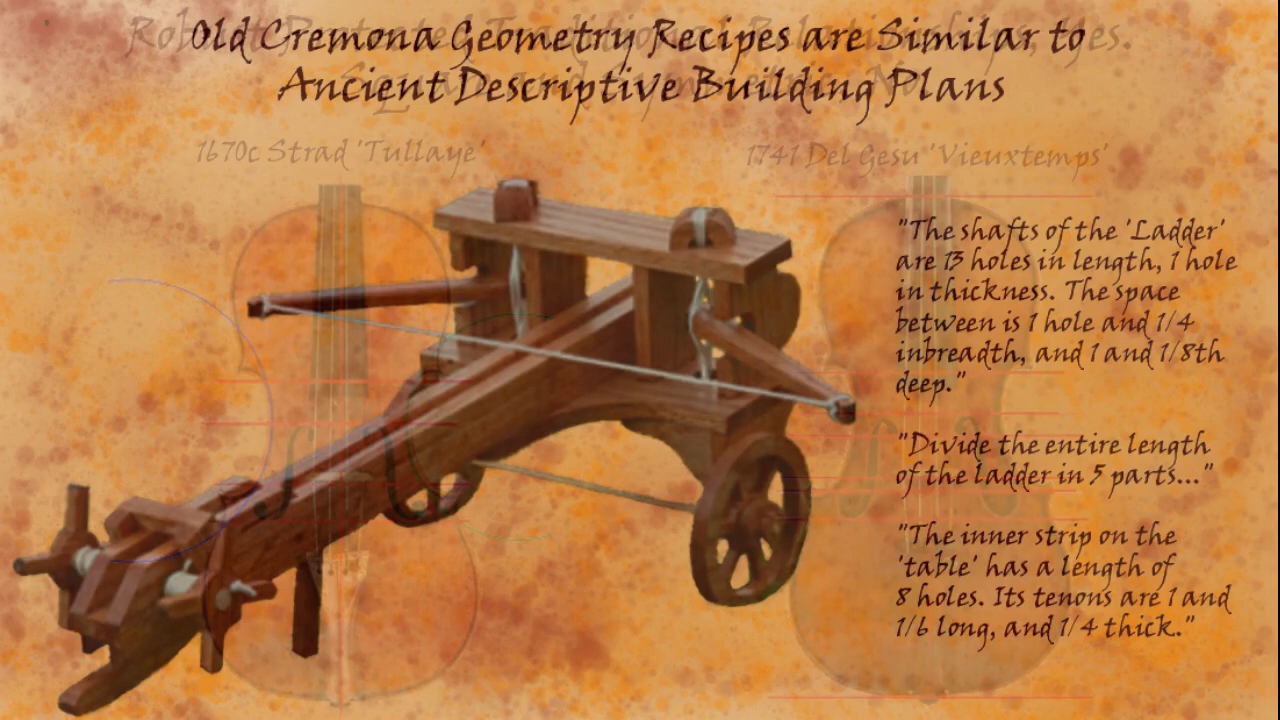 Old Cremona Geometry Recipes are Similar to
Ancient Descriptive Building Plans
1670c Strad 'Tullaye'
1741 Del Gesu 'Vieuxtemps'
"The shafts of the 'Ladder'
are 13 holes in length, 1 hole
in thickness. The space
between is 1 hole and 1/4
inbreadth, and 1 and 1/8th
deep."
"Divide the entire length
of the ladder in 5 parts..."
"The inner strip on the
'table' has a length of
8 holes. Its tenons are 1 and
1/6 long, and 1/4 thick."